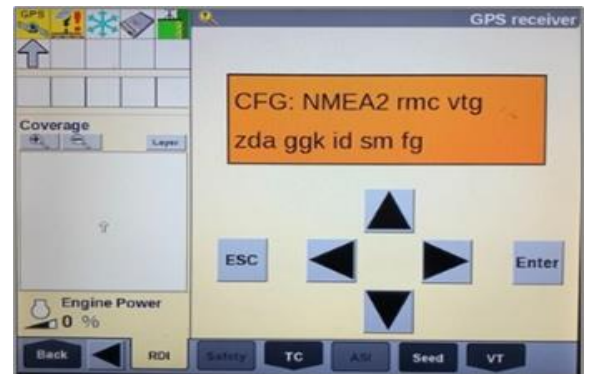 GPS
GPS receiver
CFG: NMEA2 rmc vtg
zda ggk id sm fg
Coverage
Layer
ESC
Enter
Engine Power
0 %
Back
RDI
Safety
TC
ASI
Seed
VT